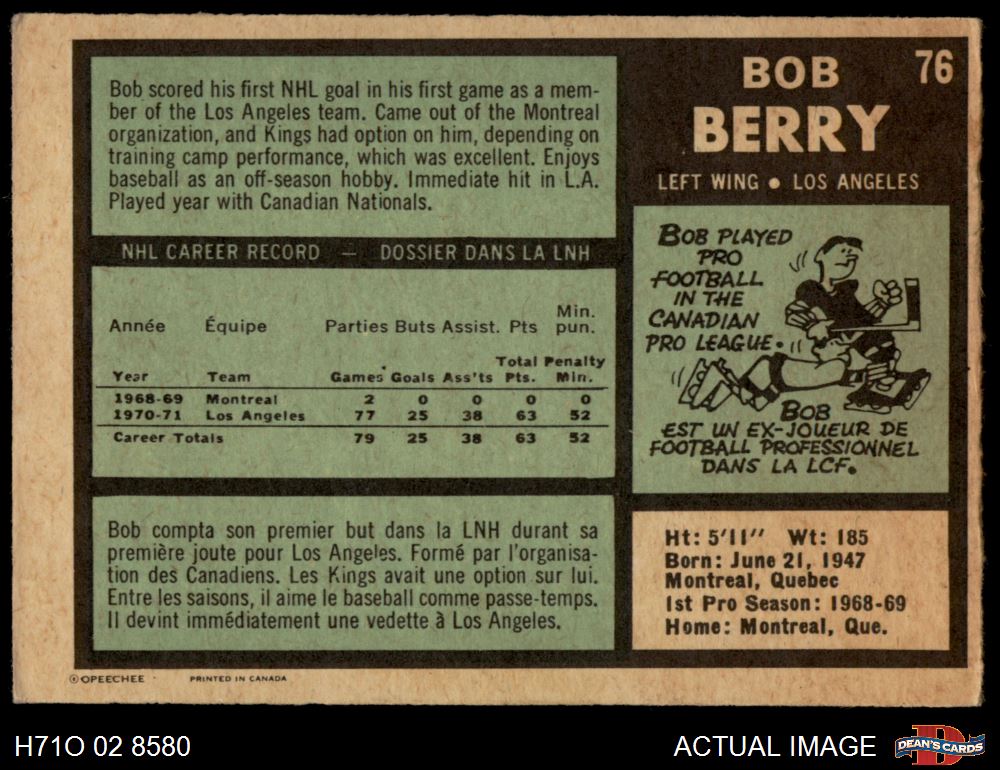 Bob scored his first NHL goal in his first game as a mem-
ber of the Los Angeles team. Came out of the Montreal
organization, and Kings had option on him, depending on
training camp performance, which was excellent. Enjoys
baseball as an off-season hobby. Immediate hit in L.A.
Played year with Canadian Nationals.
NHL CAREER RECORD — DOSSIER DANS LA LNH
Année Équipe Parties Buts Assist. Pts Min. pun.
Year Team Games Goals Ass'ts Total Pts. Penalty Min.
1968-69 Montreal 2 0 0 0 0
1970-71 Los Angeles 77 25 38 63 52
Career Totals 79 25 38 63 52
Bob compta son premier but dans la LNH durant sa
première joute pour Los Angeles. Formé par l'organisa-
tion des Canadiens. Les Kings avait une option sur lui.
Entre les saisons, il aime le baseball comme passe-temps.
Il devint immédiatement une vedette à Los Angeles.
76
BOB
BERRY
LEFT WING • LOS ANGELES
BOB PLAYED
PRO
FOOTBALL
IN THE
CANADIAN
PRO LEAGUE.
BOB
EST UN EX-JOUEUR DE
FOOTBALL PROFESSIONNEL
DANS LA LCF.
Ht: 5'11" Wt: 185
Born: June 21, 1947
Montreal, Quebec
1st Pro Season: 1968-69
Home: Montreal, Que.
© OPEECHEE PRINTED IN CANADA
H71O 02 8580
ACTUAL IMAGE
D
DEAN'S CARDS